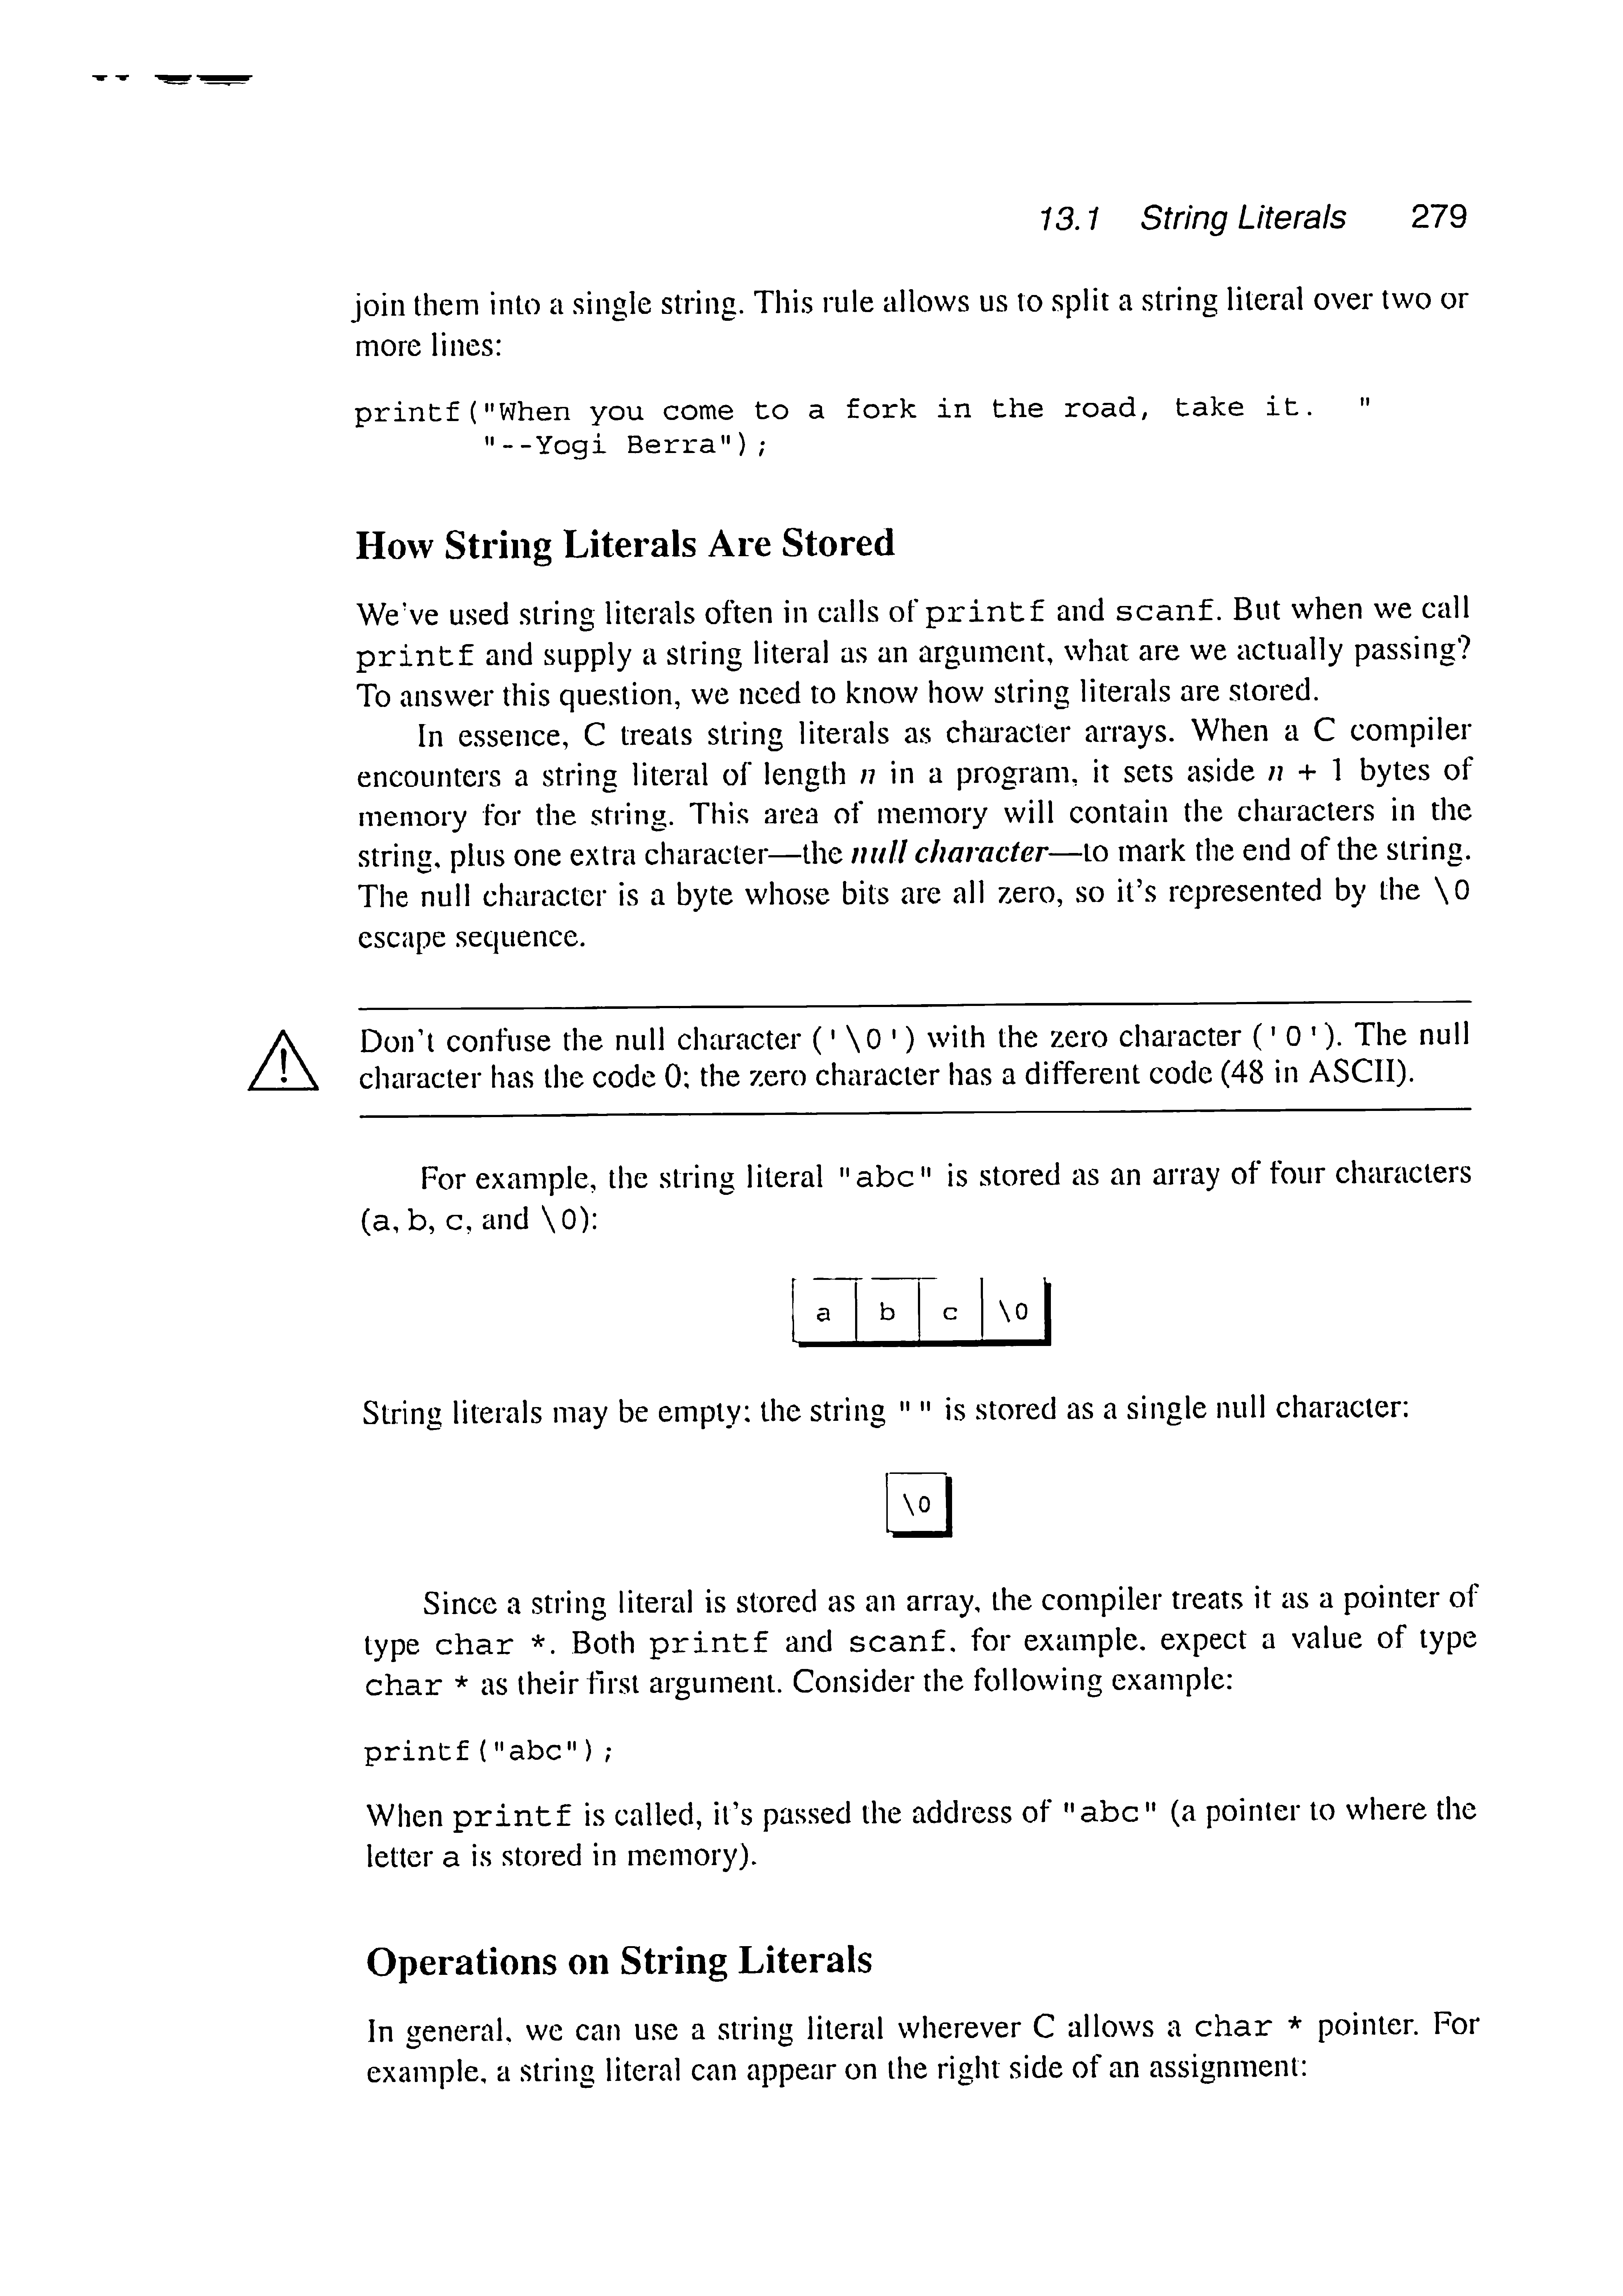 13.1 String Literals 279
join them into a single string. This rule allows us to split a string literal over two or
more lines:
printf("When you come to a fork in the road, take it.  "
       "--Yogi Berra");
How String Literals Are Stored
We've used string literals often in calls of printf and scanf. But when we call
printf and supply a string literal as an argument, what are we actually passing?
To answer this question, we need to know how string literals are stored.
In essence, C treats string literals as character arrays. When a C compiler
encounters a string literal of length n in a program, it sets aside n + 1 bytes of
memory for the string. This area of memory will contain the characters in the
string, plus one extra character—the null character—to mark the end of the string.
The null character is a byte whose bits are all zero, so it's represented by the \0
escape sequence.
Don't confuse the null character ('\0') with the zero character ('0'). The null
character has the code 0; the zero character has a different code (48 in ASCII).
For example, the string literal "abc" is stored as an array of four characters
(a, b, c, and \0):
a b c \0
String literals may be empty; the string "" is stored as a single null character:
\0
Since a string literal is stored as an array, the compiler treats it as a pointer of
type char *. Both printf and scanf, for example, expect a value of type
char * as their first argument. Consider the following example:
printf("abc");
When printf is called, it's passed the address of "abc" (a pointer to where the
letter a is stored in memory).
Operations on String Literals
In general, we can use a string literal wherever C allows a char * pointer. For
example, a string literal can appear on the right side of an assignment: